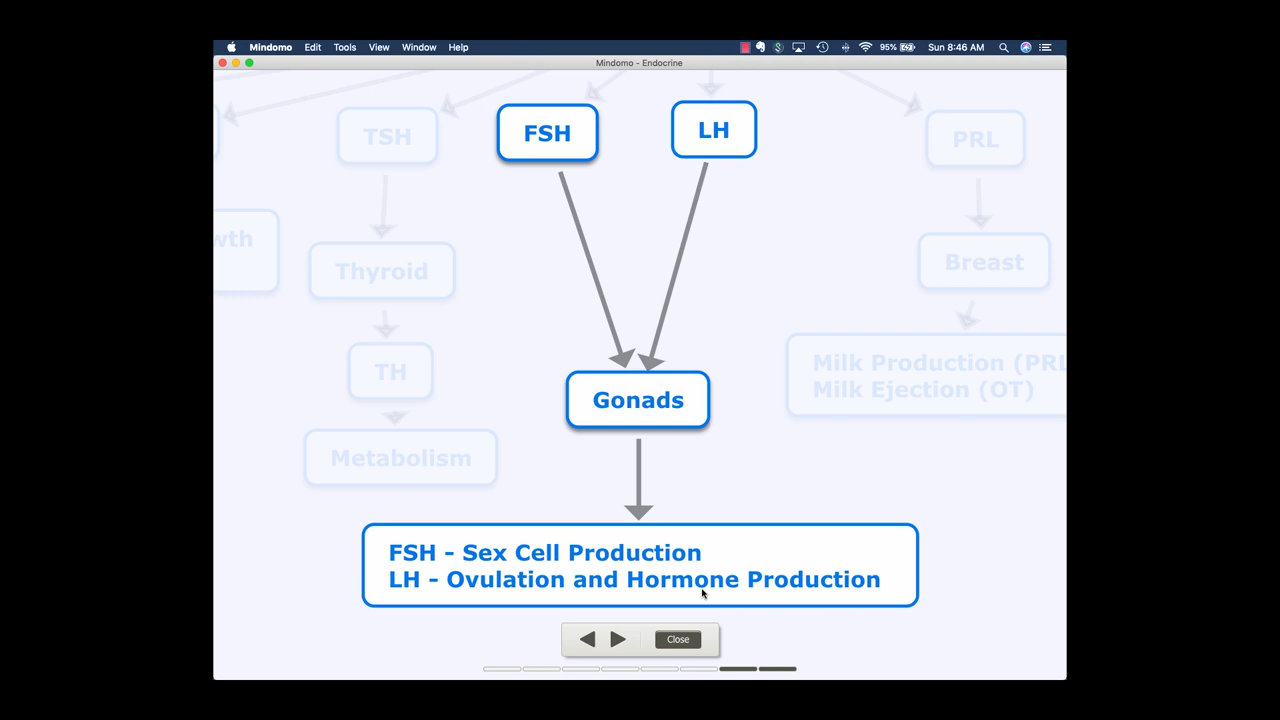 Mindomo Edit Tools View Window Help 95% Sun 8:46 AM
Mindomo - Endocrine
TSH
FSH
LH
PRL
wth
Thyroid
Breast
TH
Gonads
Milk Production (PRL
Milk Ejection (OT)
Metabolism
FSH - Sex Cell Production
LH - Ovulation and Hormone Production
Close